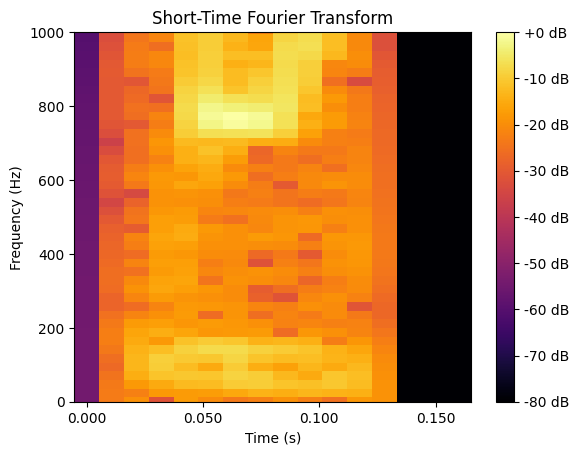 Short-Time Fourier Transform
1000
800
600
400
200
0
Frequency (Hz)
0.000
0.050
0.100
0.150
Time (s)
+0 dB
-10 dB
-20 dB
-30 dB
-40 dB
-50 dB
-60 dB
-70 dB
-80 dB